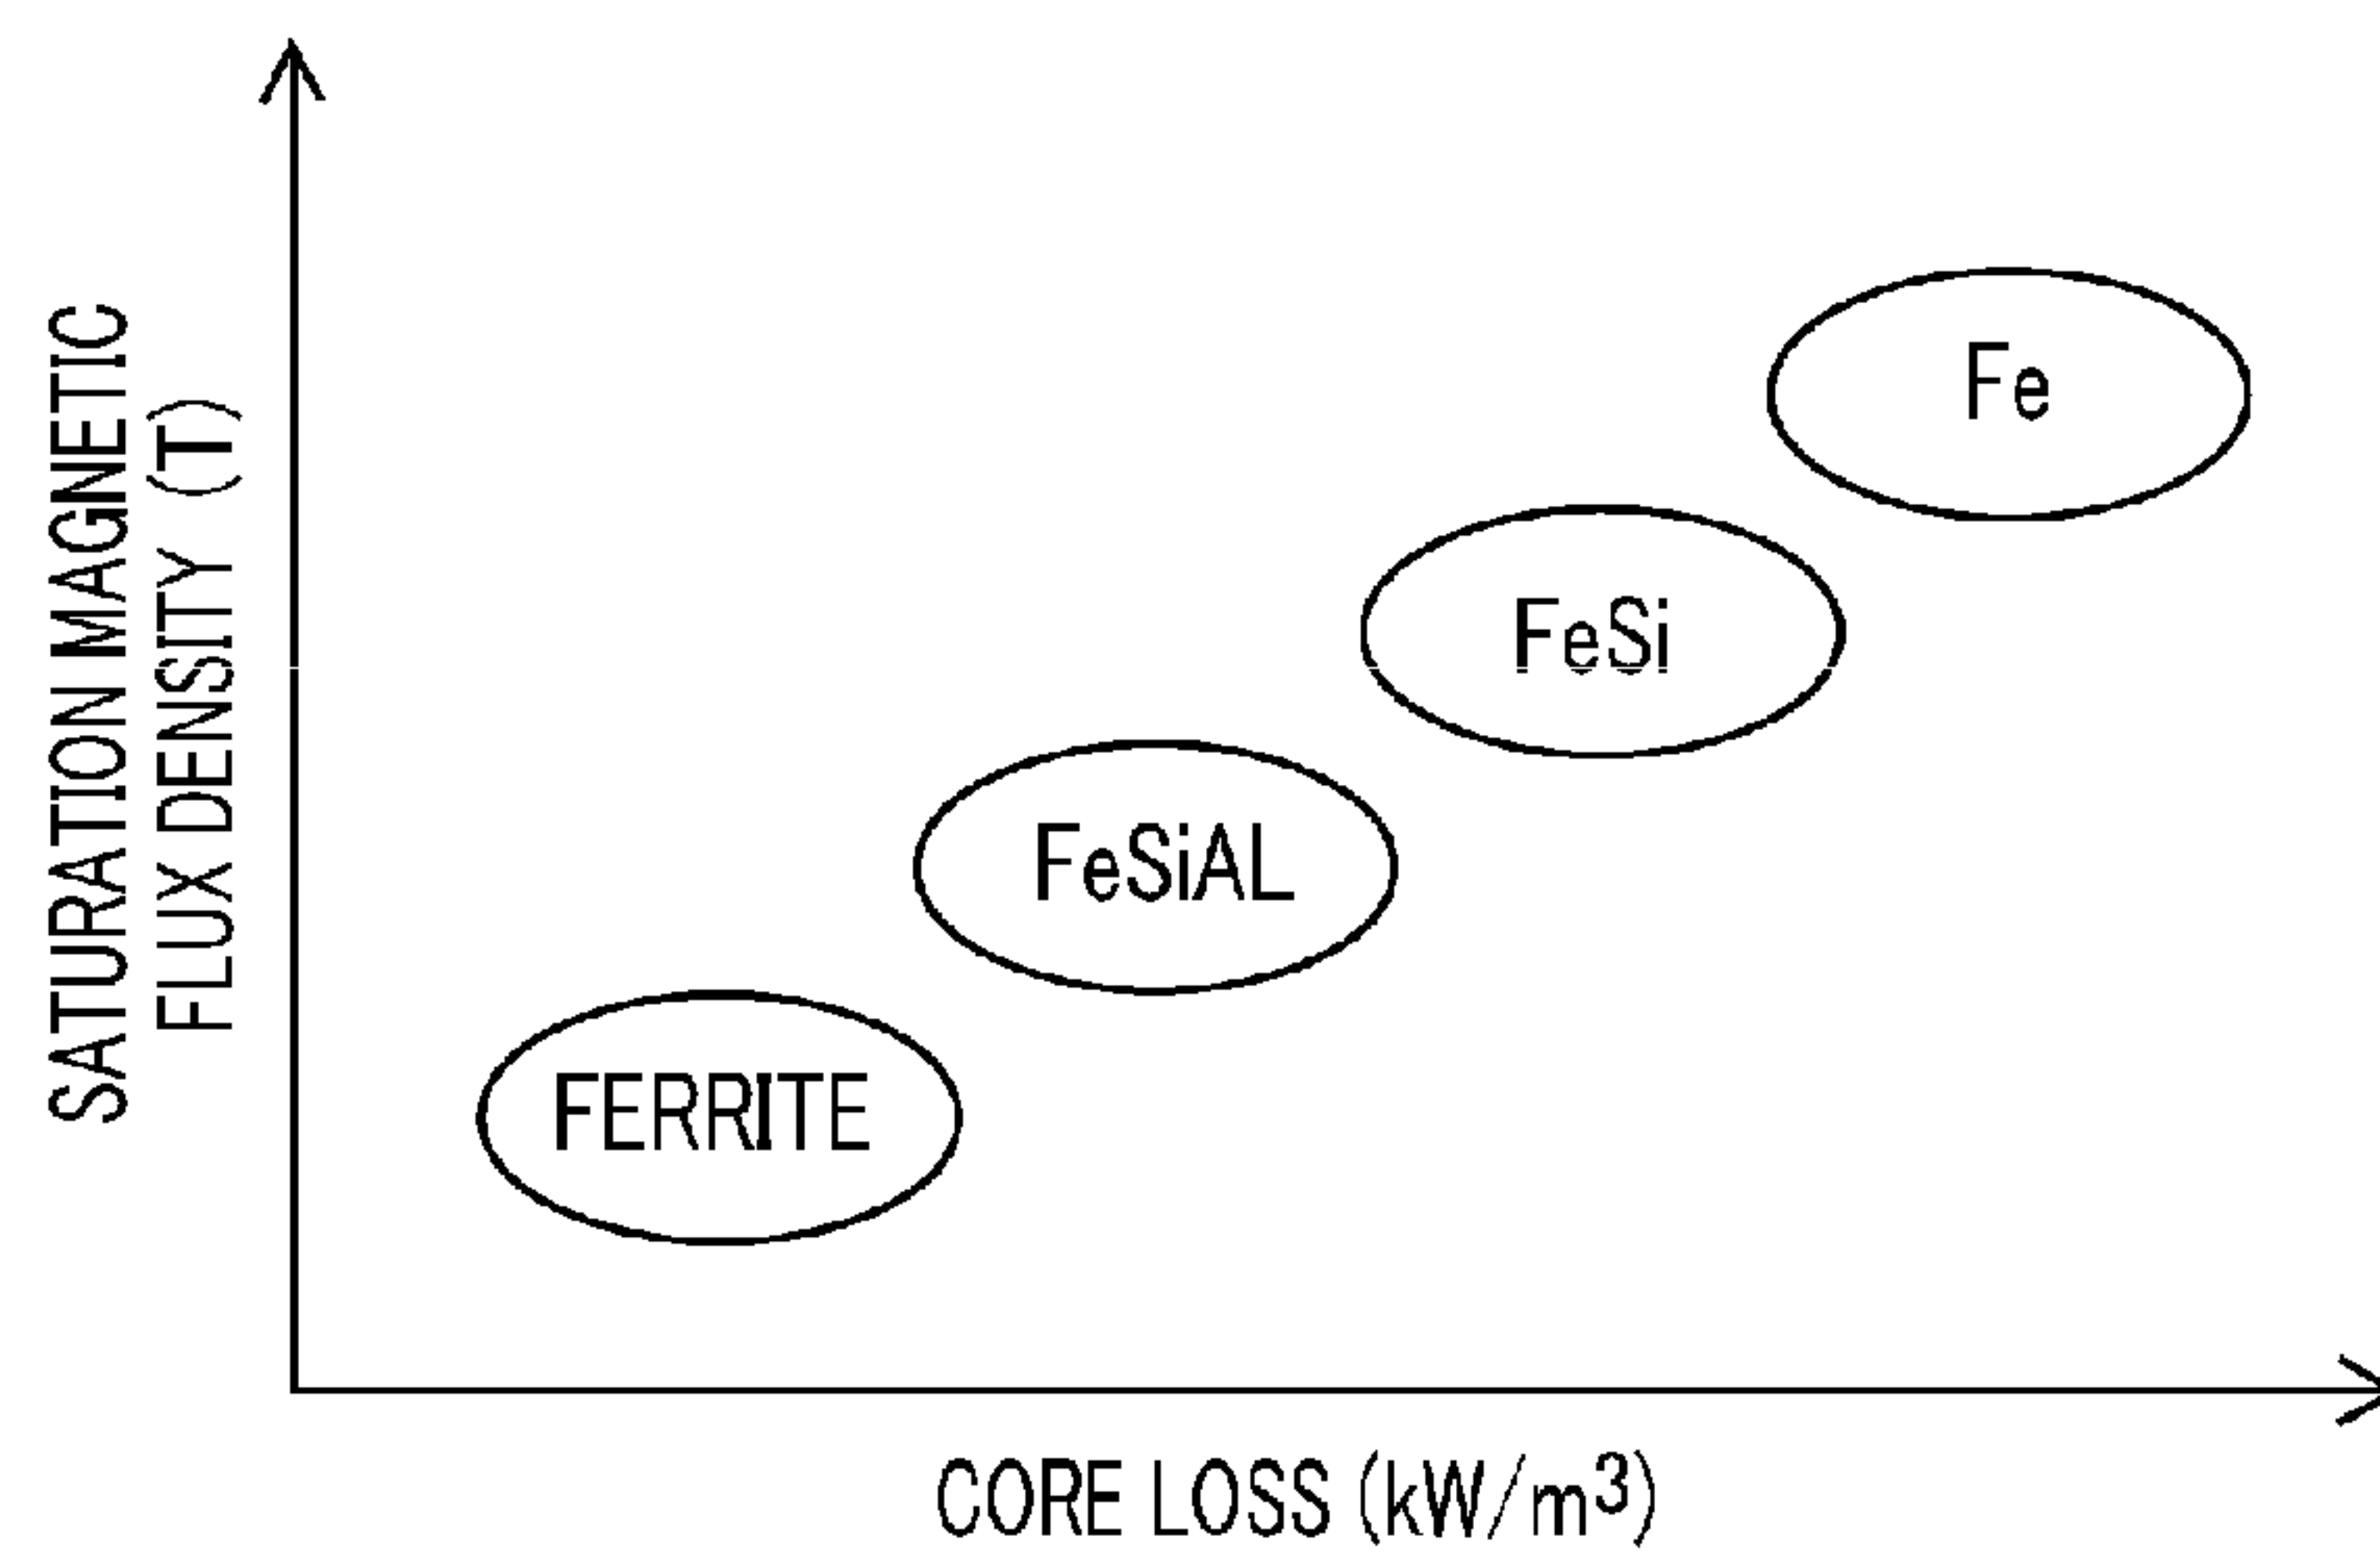 SATURATION MAGNETIC
FLUX DENSITY (T)
Fe
FeSi
FeSiAL
FERRITE
CORE LOSS (kW/m³)